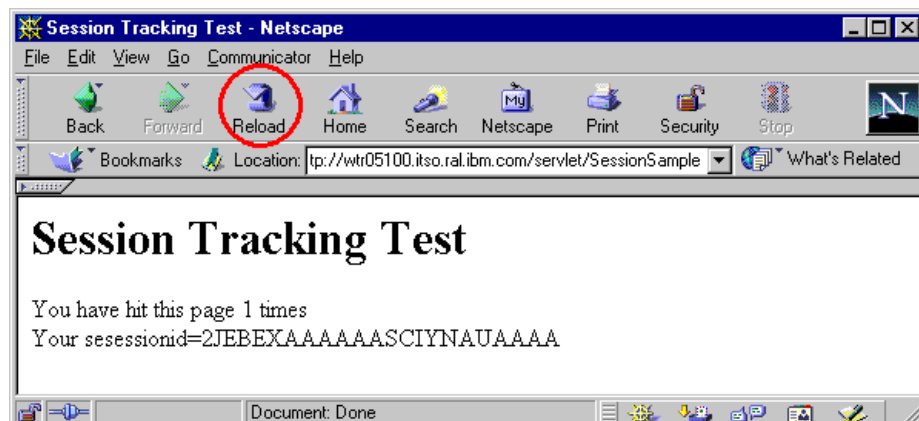 Session Tracking Test - Netscape
File Edit View Go Communicator Help
Back Forward Reload Home Search Netscape Print Security Stop
My
N
Bookmarks Location: tp://wtr05100.itso.ral.ibm.com/servlet/SessionSample What's Related
Session Tracking Test
You have hit this page 1 times
Your sesessionid=2JEBEXAAAAAASCIYNAUAAAA
Document: Done